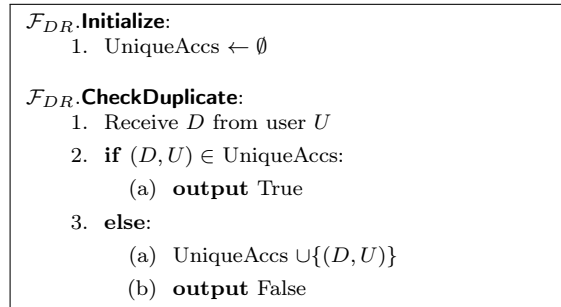 F_DR.Initialize:
1. UniqueAccs ← ∅
F_DR.CheckDuplicate:
1. Receive D from user U
2. if (D, U) ∈ UniqueAccs:
(a) output True
3. else:
(a) UniqueAccs ∪{(D, U)}
(b) output False